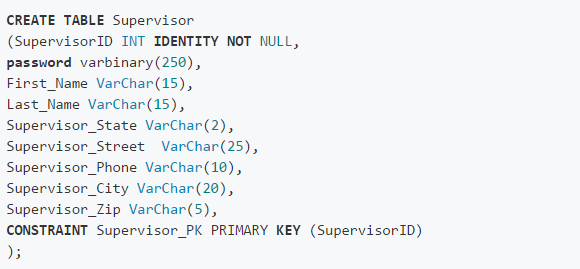 CREATE TABLE Supervisor
(SupervisorID INT IDENTITY NOT NULL,
password varbinary(250),
First_Name VarChar(15),
Last_Name VarChar(15),
Supervisor_State VarChar(2),
Supervisor_Street  VarChar(25),
Supervisor_Phone VarChar(10),
Supervisor_City VarChar(20),
Supervisor_Zip VarChar(5),
CONSTRAINT Supervisor_PK PRIMARY KEY (SupervisorID)
);